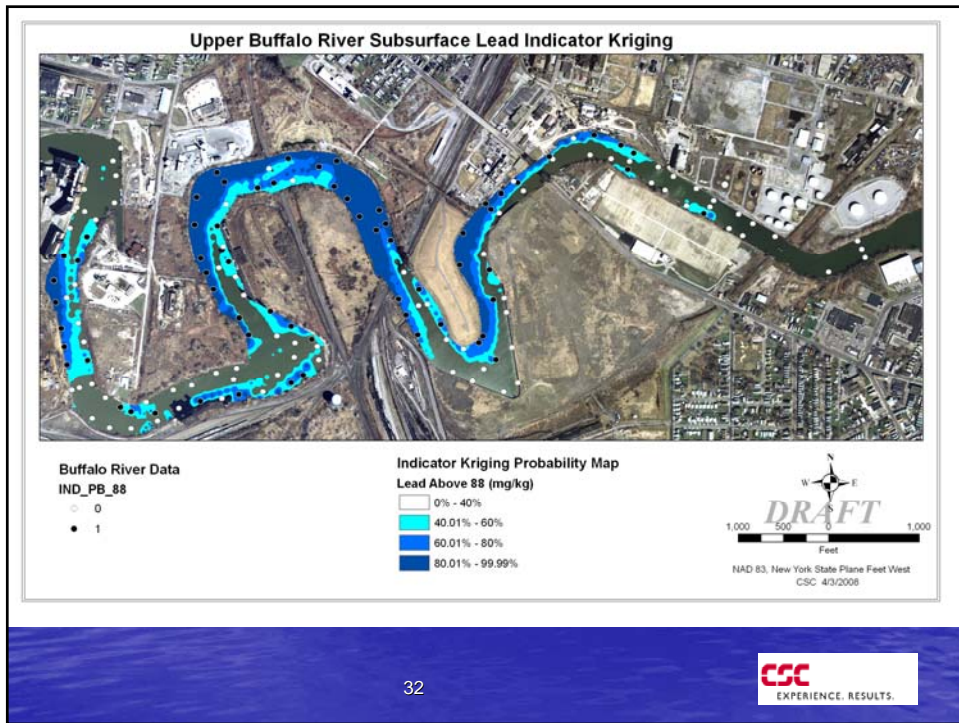 Upper Buffalo River Subsurface Lead Indicator Kriging
Buffalo River Data
IND_PB_88
0
1
Indicator Kriging Probability Map
Lead Above 88 (mg/kg)
0% - 40%
40.01% - 60%
60.01% - 80%
80.01% - 99.99%
N
W E
S
DRAFT
1,000 500 0 1,000
Feet
NAD 83, New York State Plane Feet West
CSC 4/3/2008
32
CSC
EXPERIENCE. RESULTS.